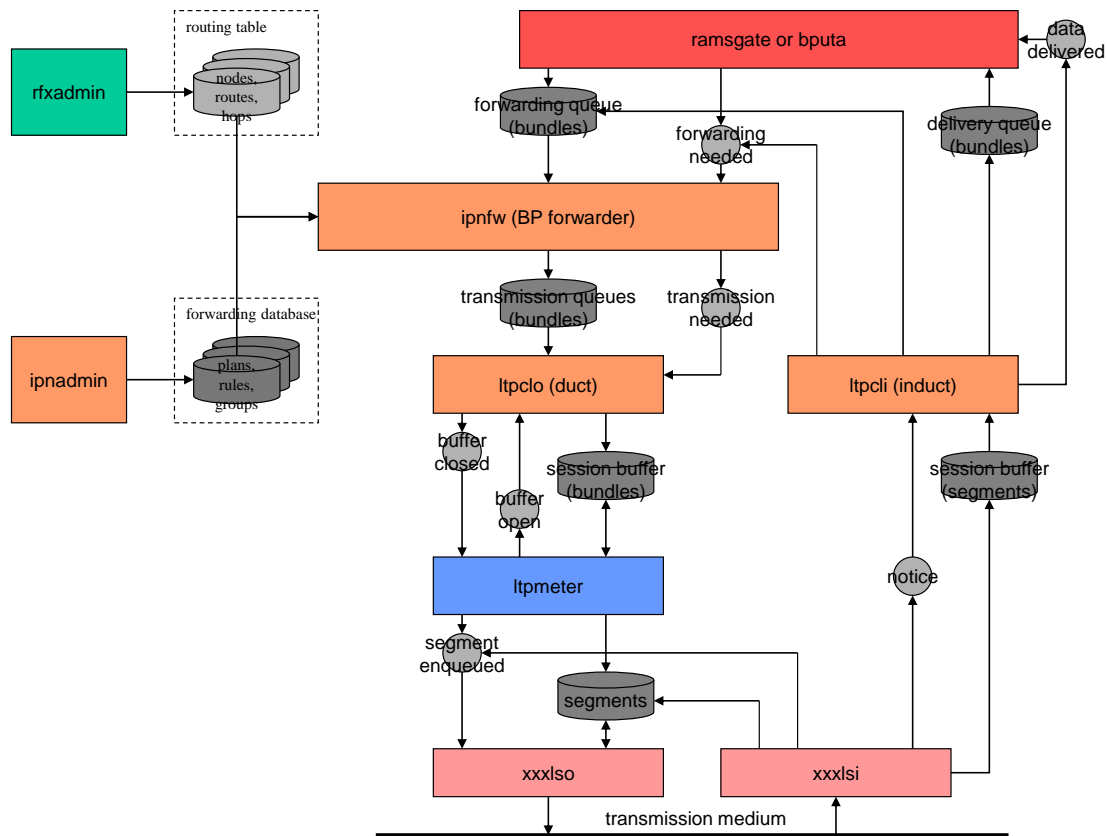 routing table
ramsgate or bputa
data
delivered
rfxadmin
nodes,
routes,
hops
forwarding queue
(bundles)
forwarding
needed
delivery queue
(bundles)
ipnfw (BP forwarder)
transmission queues
(bundles)
transmission
needed
forwarding database
ipnadmin
plans,
rules,
groups
ltpclo (duct)
ltpcli (induct)
buffer
closed
session buffer
(bundles)
session buffer
(segments)
buffer
open
ltpmeter
notice
segment
enqueued
segments
xxxlso
xxxlsi
transmission medium